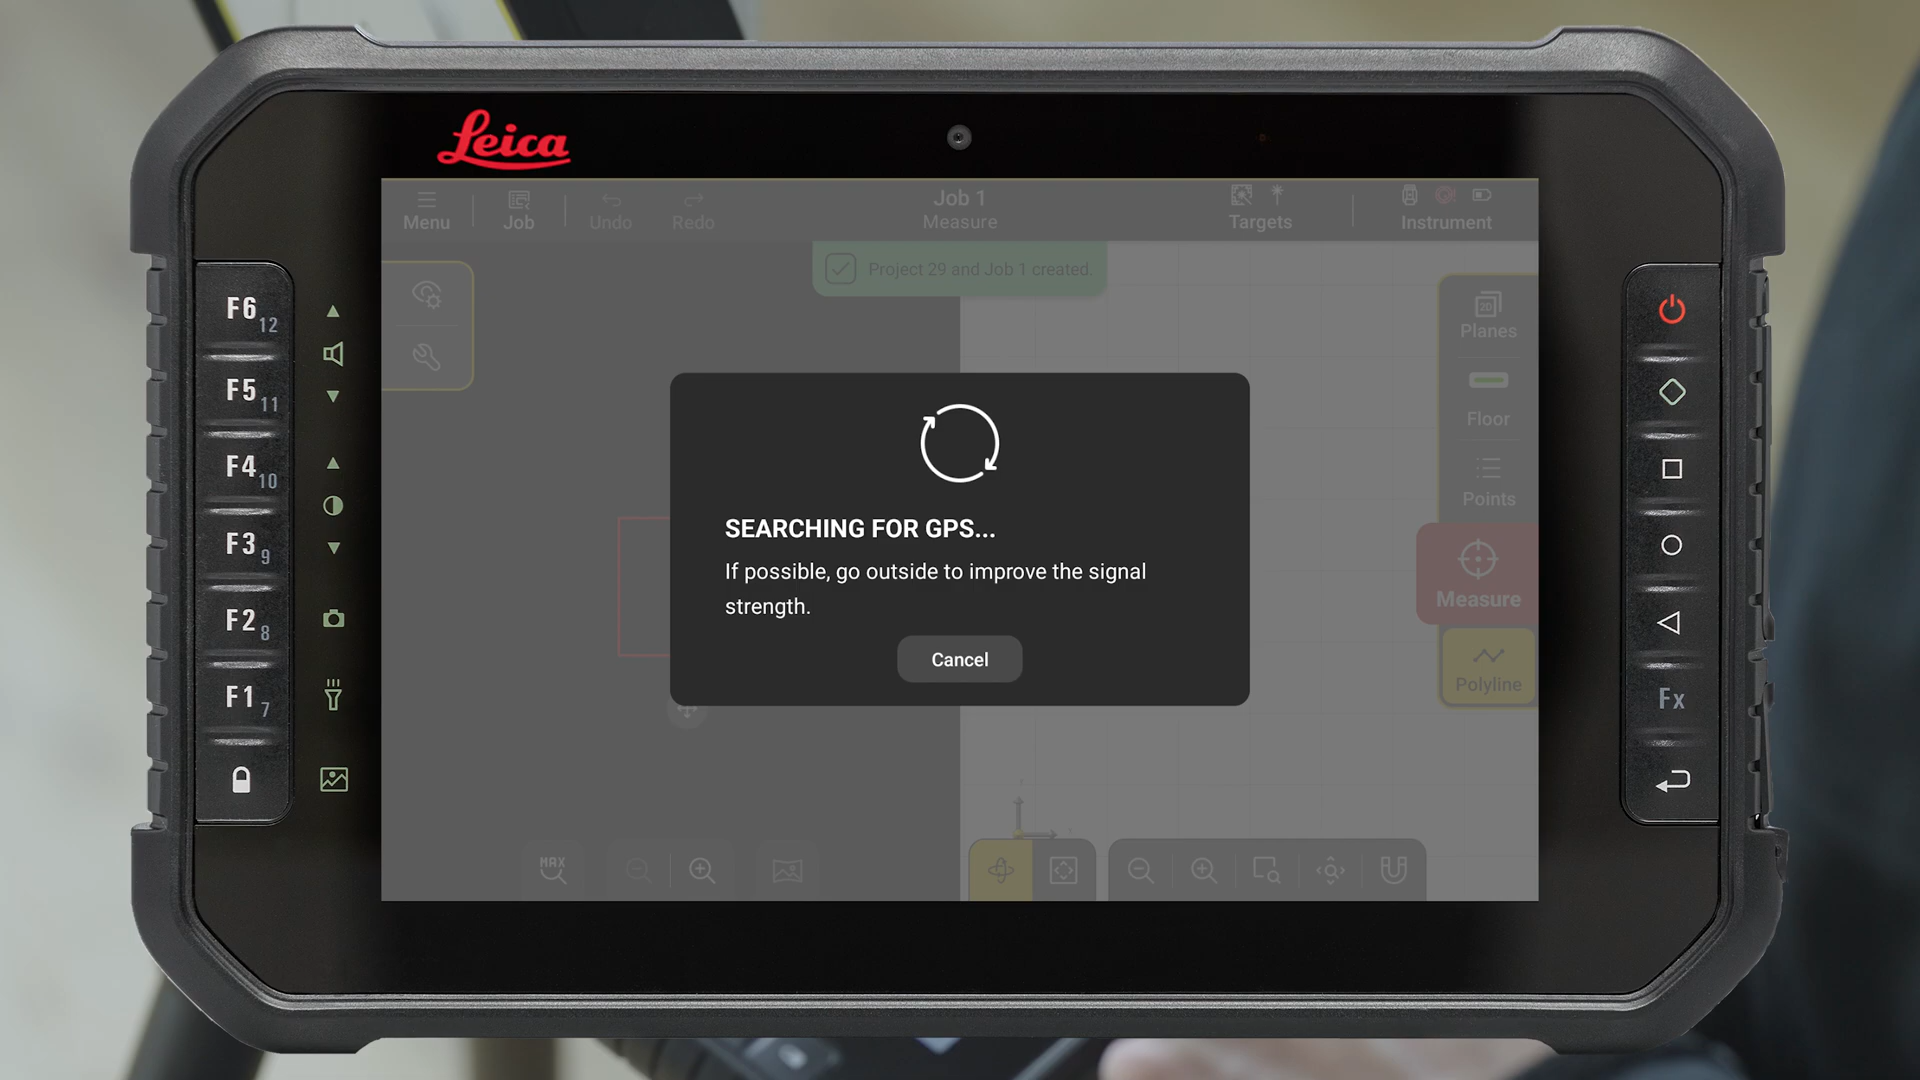 Leica
Menu
Job
Undo
Redo
Job 1
Measure
Targets
Instrument
Project 29 and Job 1 created.
2D
Planes
Floor
Points
Measure
Polyline
SEARCHING FOR GPS...
If possible, go outside to improve the signal
strength.
Cancel
MAX
F6 12
F5 11
F4 10
F3 9
F2 8
F1 7
Fx